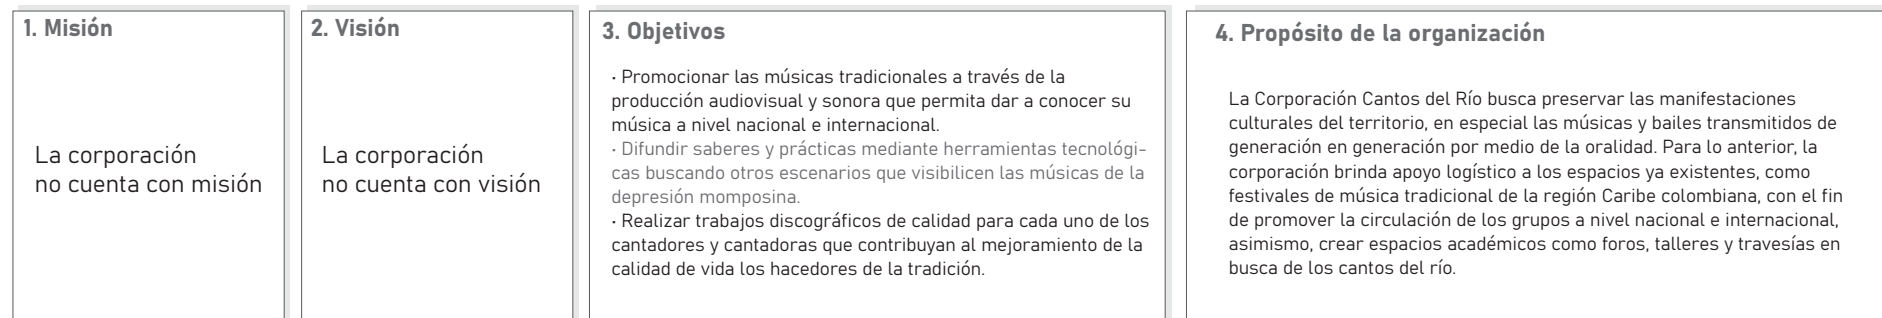 1. Misión
La corporación
no cuenta con misión
2. Visión
La corporación
no cuenta con visión
3. Objetivos
· Promocionar las músicas tradicionales a través de la
producción audiovisual y sonora que permita dar a conocer su
música a nivel nacional e internacional.
· Difundir saberes y prácticas mediante herramientas tecnológi-
cas buscando otros escenarios que visibilicen las músicas de la
depresión momposina.
· Realizar trabajos discográficos de calidad para cada uno de los
cantadores y cantadoras que contribuyan al mejoramiento de la
calidad de vida los hacedores de la tradición.
4. Propósito de la organización
La Corporación Cantos del Río busca preservar las manifestaciones
culturales del territorio, en especial las músicas y bailes transmitidos de
generación en generación por medio de la oralidad. Para lo anterior, la
corporación brinda apoyo logístico a los espacios ya existentes, como
festivales de música tradicional de la región Caribe colombiana, con el fin
de promover la circulación de los grupos a nivel nacional e internacional,
asimismo, crear espacios académicos como foros, talleres y travesías en
busca de los cantos del río.